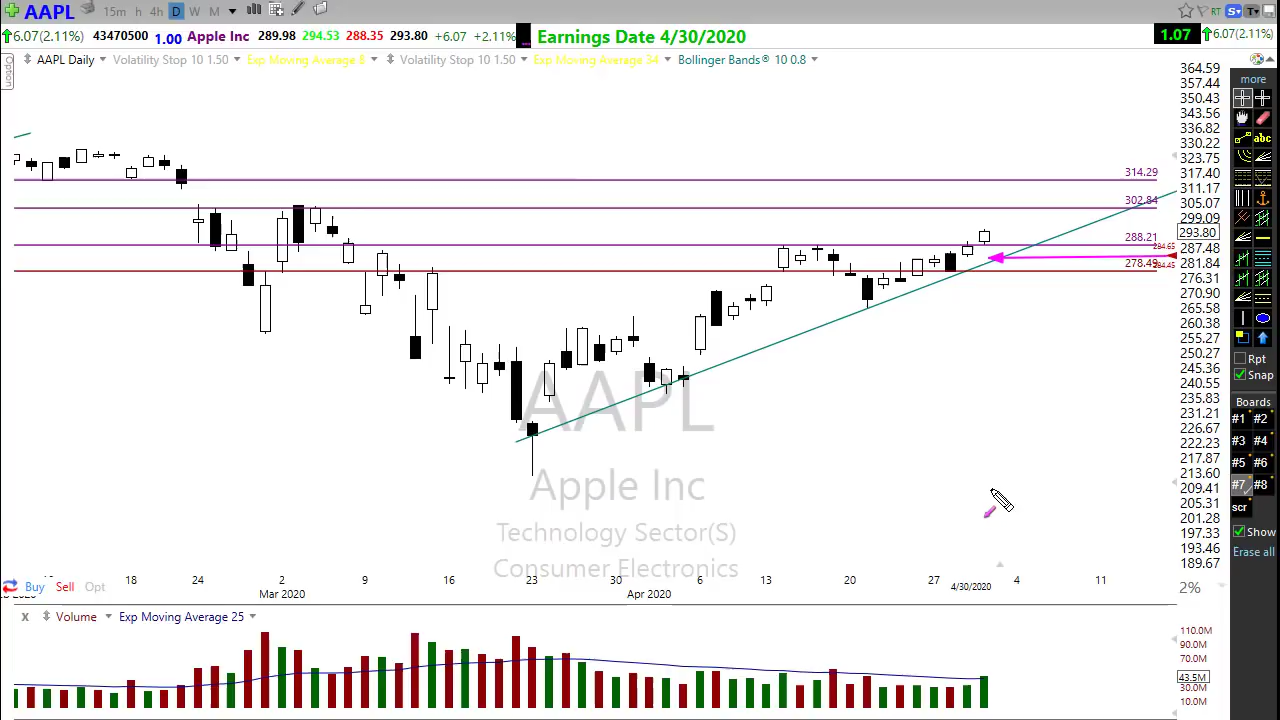 AAPL 15m h 4h D W M RT S T
6.07(2.11%) 43470500 1.00 Apple Inc 289.98 294.53 288.35 293.80 +6.07 +2.11% Earnings Date 4/30/2020 1.07 6.07(2.11%)
Option
AAPL Daily Volatility Stop 10 1.50 Exp Moving Average 8 Volatility Stop 10 1.50 Exp Moving Average 34 Bollinger Bands® 10 0.8
364.59
357.44
350.43
343.56
336.82
330.22
323.75
317.40
311.17
305.07
299.09
293.80
287.48
281.84
276.31
270.90
265.58
260.38
255.27
250.27
245.36
240.55
235.83
231.21
226.67
222.23
217.87
213.60
209.41
205.31
201.28
197.33
193.46
189.67
314.29
302.84
288.21
284.65
278.49
284.45
AAPL
Apple Inc
Technology Sector(S)
Consumer Electronics
Buy Sell Opt
18 24 2 9 16 23 30 6 13 20 27 4/30/2020 4 11
Mar 2020 Apr 2020
2%
X Volume Exp Moving Average 25
110.0M
90.0M
70.0M
43.5M
30.0M
10.0M
more
abc
Rpt
Snap
Boards
#1 #2
#3 #4
#5 #6
#7 #8
scr
Show
Erase all